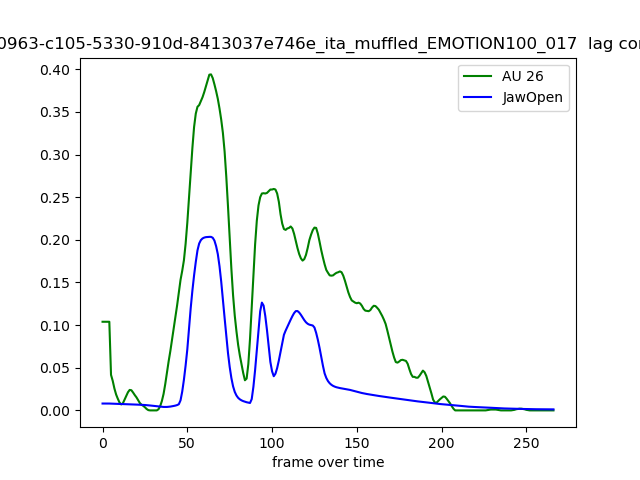 0963-c105-5330-910d-8413037e746e_ita_muffled_EMOTION100_017 lag
AU 26
JawOpen
0.40
0.35
0.30
0.25
0.20
0.15
0.10
0.05
0.00
0 50 100 150 200 250
frame over time